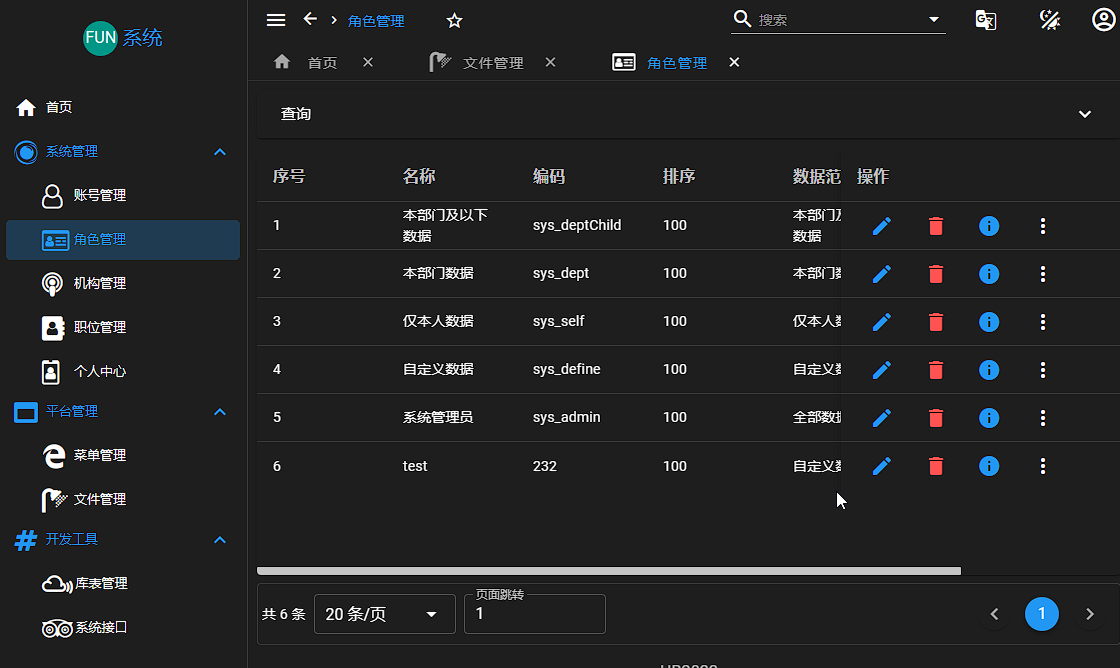 FUN 系统
首页
系统管理
账号管理
角色管理
机构管理
职位管理
个人中心
平台管理
菜单管理
文件管理
开发工具
库表管理
系统接口
角色管理
搜索
首页
文件管理
角色管理
查询
序号 名称 编码 排序 数据范 操作
1 本部门及以下数据 sys_deptChild 100 本部门及数据
2 本部门数据 sys_dept 100 本部门数
3 仅本人数据 sys_self 100 仅本人数
4 自定义数据 sys_define 100 自定义数
5 系统管理员 sys_admin 100 全部数据
6 test 232 100 自定义数
共 6 条 20 条/页 页面跳转 1 1